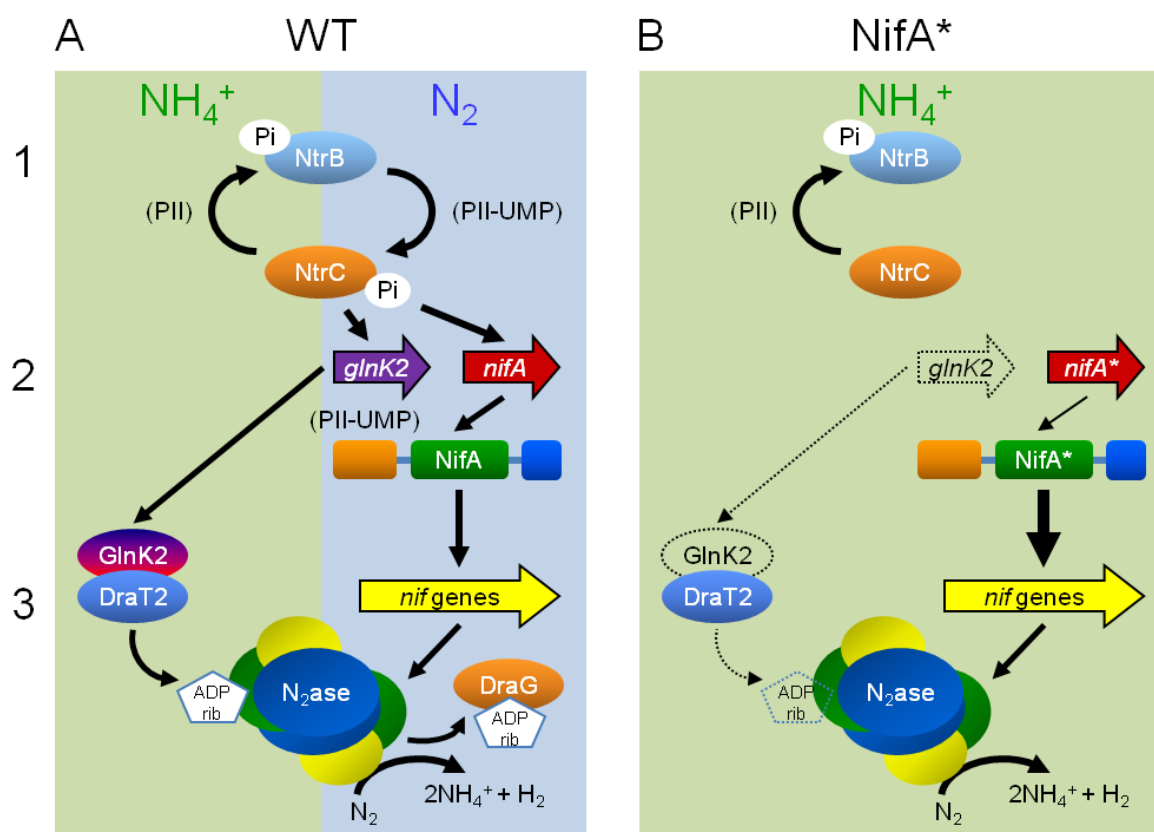 A WT
NH₄⁺ N₂
1
Pi
NtrB
(PII) (PII-UMP)
NtrC
Pi
2
glnK2 nifA
(PII-UMP)
NifA
GlnK2
DraT2
3
nif genes
ADP
rib
N₂ase
DraG
ADP
rib
N₂
2NH₄⁺ + H₂
B NifA*
NH₄⁺
Pi
NtrB
(PII)
NtrC
glnK2 nifA*
NifA*
GlnK2
DraT2
nif genes
ADP
rib
N₂ase
N₂
2NH₄⁺ + H₂